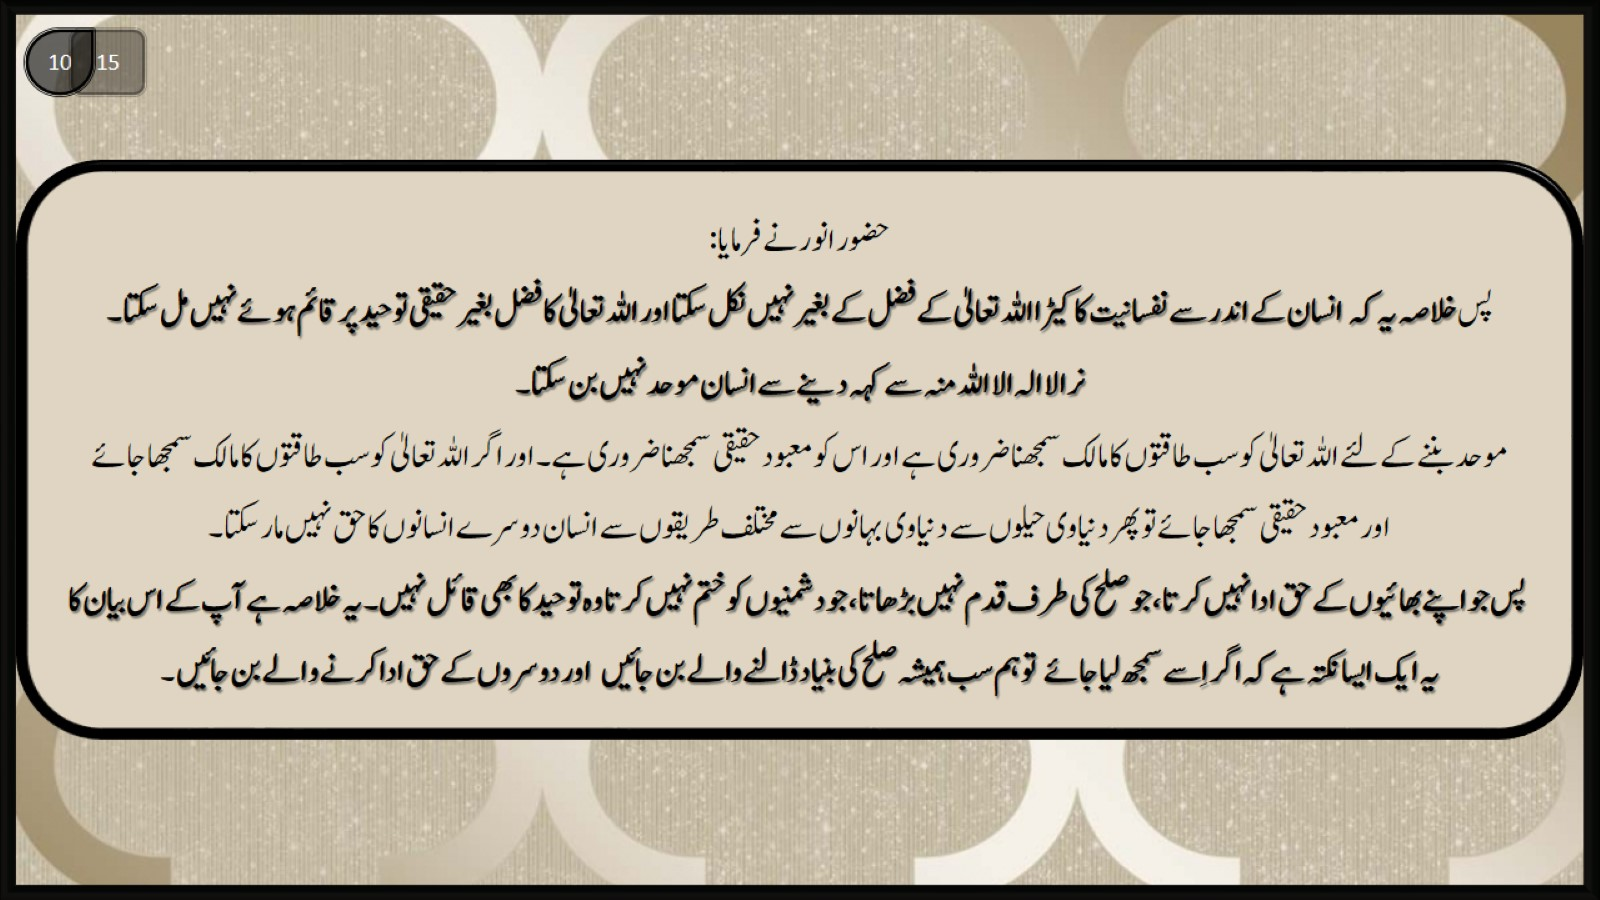 10 15
حضور انور نے فرمایا:
پس خلاصہ یہ کہ انسان کے اندر سے نفسانیت کا کیڑا اللہ تعالیٰ کے فضل کے بغیر نہیں نکل سکتا اور اللہ تعالیٰ کا فضل بغیر حقیقی توحید پر قائم ہوئے نہیں مل سکتا۔
نرا لا الہ الا اللہ منہ سے کہہ دینے سے انسان موحد نہیں بن سکتا۔
موحد بننے کے لئے اللہ تعالیٰ کو سب طاقتوں کا مالک سمجھنا ضروری ہے اور اس کو معبود حقیقی سمجھنا ضروری ہے۔ اور اگر اللہ تعالیٰ کو سب طاقتوں کا مالک سمجھا جائے
اور معبود حقیقی سمجھا جائے تو پھر دنیاوی حیلوں سے دنیاوی بہانوں سے مختلف طریقوں سے انسان دوسرے انسانوں کا حق نہیں مار سکتا۔
پس جو اپنے بھائیوں کے حق ادا نہیں کرتا، جو صلح کی طرف قدم نہیں بڑھاتا، جو دشمنیوں کو ختم نہیں کرتا وہ توحید کا بھی قائل نہیں۔ یہ خلاصہ ہے آپ کے اس بیان کا
یہ ایک ایسا نکتہ ہے کہ اگر اِسے سمجھ لیا جائے تو ہم سب ہمیشہ صلح کی بنیاد ڈالنے والے بن جائیں اور دوسروں کے حق ادا کرنے والے بن جائیں۔